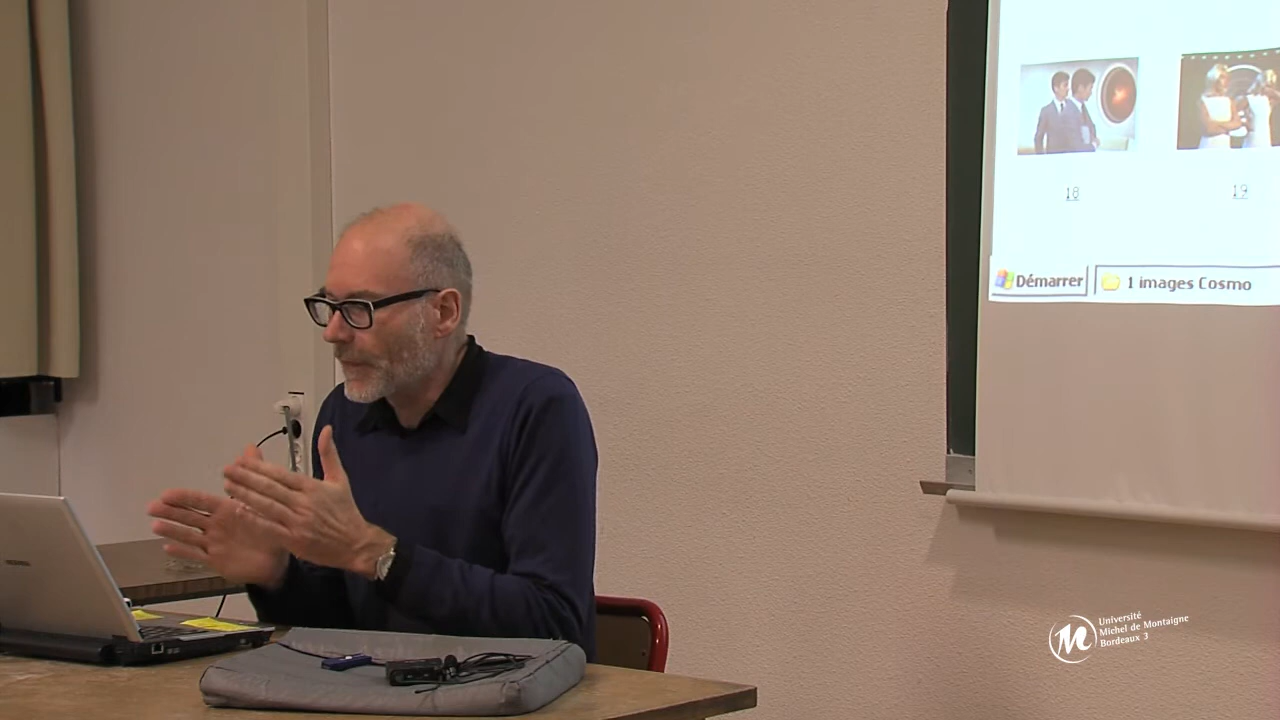 18
19
Démarrer
1 images Cosmo
Université
Michel de Montaigne
Bordeaux 3